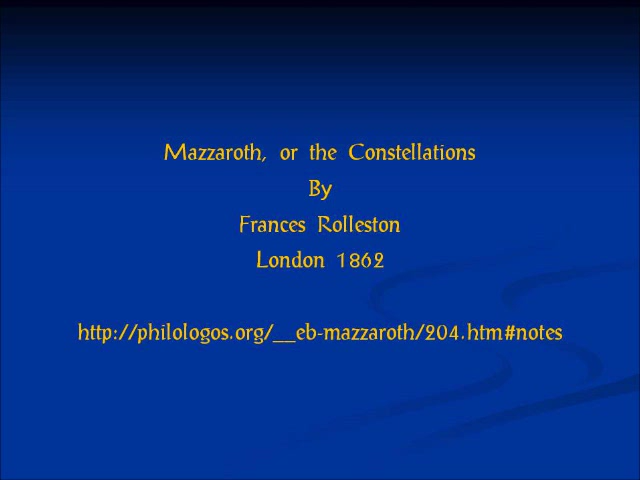 Mazzaroth, or the Constellations
By
Frances Rolleston
London 1862
http://philologos.org/__eb-mazzaroth/204.htm#notes